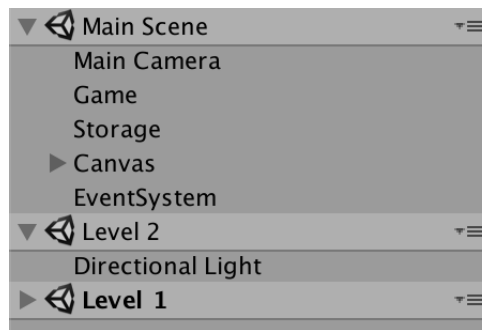 Main Scene
Main Camera
Game
Storage
Canvas
EventSystem
Level 2
Directional Light
Level 1